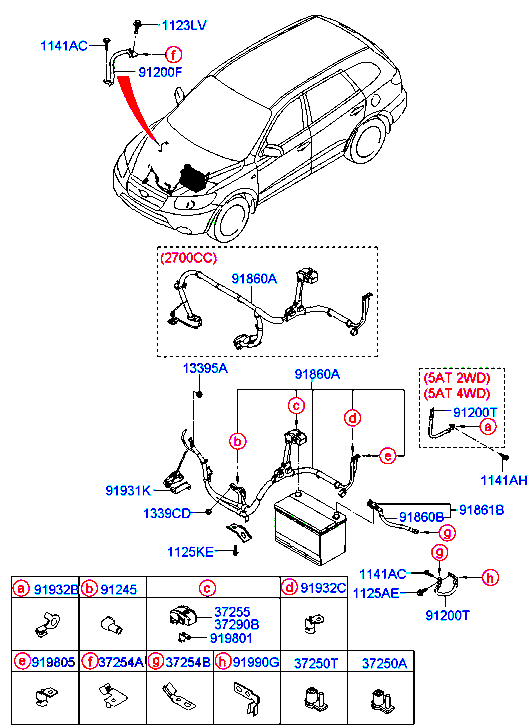 1123LV
1141AC
f
91200F
(2700CC)
91860A
13395A
91860A
(5AT 2WD)
(5AT 4WD)
c
91200T
d
a
b
e
1141AH
91931K
91861B
1339CD
91860B
g
1125KE
g
1141AC
h
1125AE
91200T
a 91932B b 91245 c d 91932C
37255
37290B
919801
e 919805 f 37254A g 37254B h 91990G 37250T 37250A